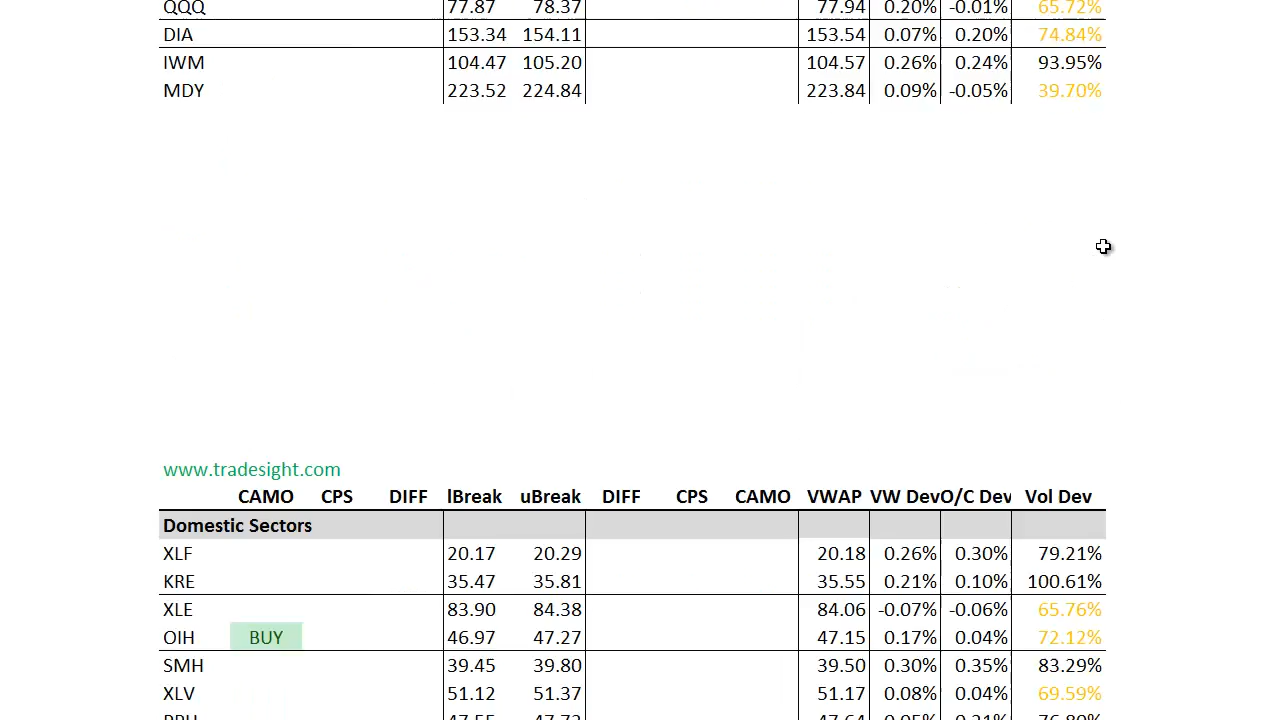 QQQ 77.87 78.37 77.94 0.20% -0.01% 65.72%
DIA 153.34 154.11 153.54 0.07% 0.20% 74.84%
IWM 104.47 105.20 104.57 0.26% 0.24% 93.95%
MDY 223.52 224.84 223.84 0.09% -0.05% 39.70%
www.tradesight.com
CAMO CPS DIFF lBreak uBreak DIFF CPS CAMO VWAP VW Dev O/C Dev Vol Dev
Domestic Sectors
XLF 20.17 20.29 20.18 0.26% 0.30% 79.21%
KRE 35.47 35.81 35.55 0.21% 0.10% 100.61%
XLE 83.90 84.38 84.06 -0.07% -0.06% 65.76%
OIH BUY 46.97 47.27 47.15 0.17% 0.04% 72.12%
SMH 39.45 39.80 39.50 0.30% 0.35% 83.29%
XLV 51.12 51.37 51.17 0.08% 0.04% 69.59%